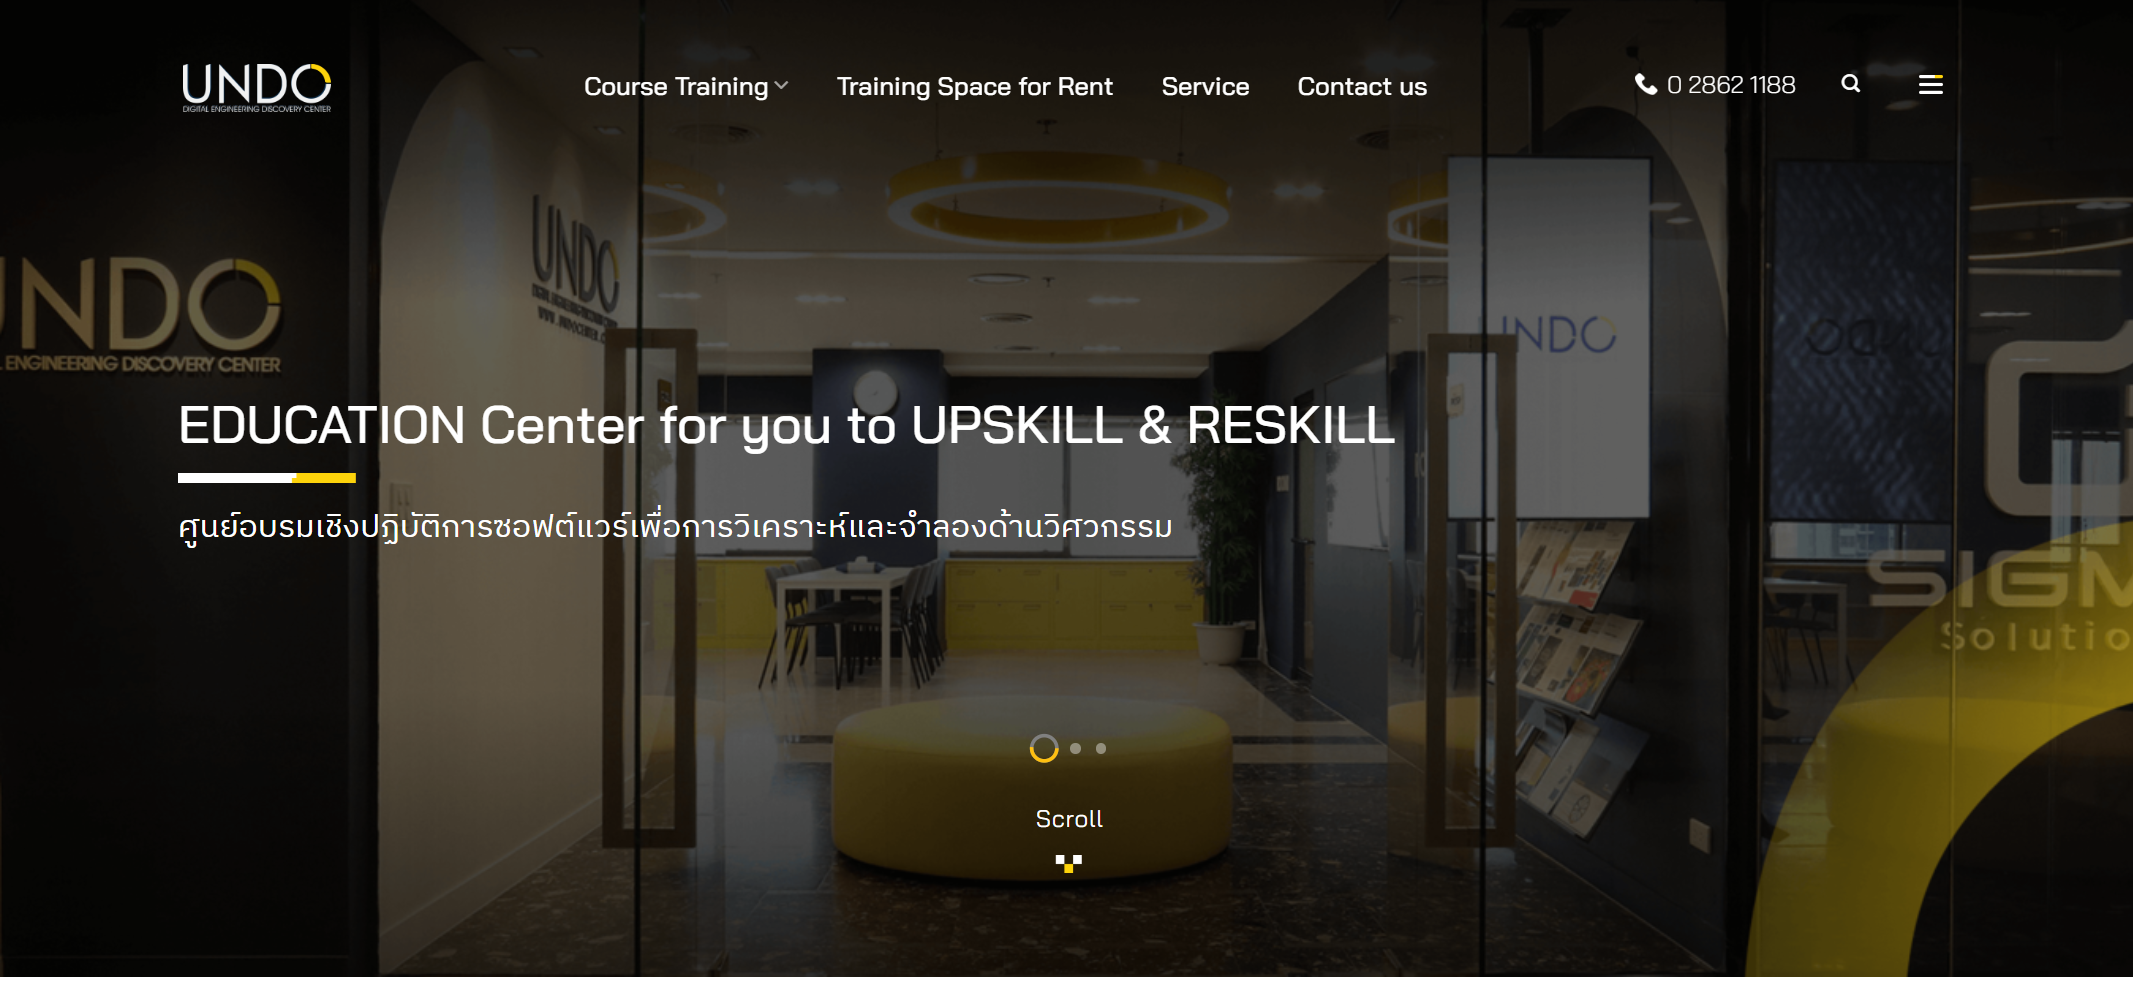 UNDO
DIGITAL ENGINEERING DISCOVERY CENTER
Course Training
Training Space for Rent
Service
Contact us
0 2862 1188
UNDO
UNDO
ENGINEERING DISCOVERY CENTER
UNDO
EDUCATION Center for you to UPSKILL & RESKILL
ศูนย์อบรมเชิงปฏิบัติการซอฟต์แวร์เพื่อการวิเคราะห์และจำลองด้านวิศวกรรม
Scroll